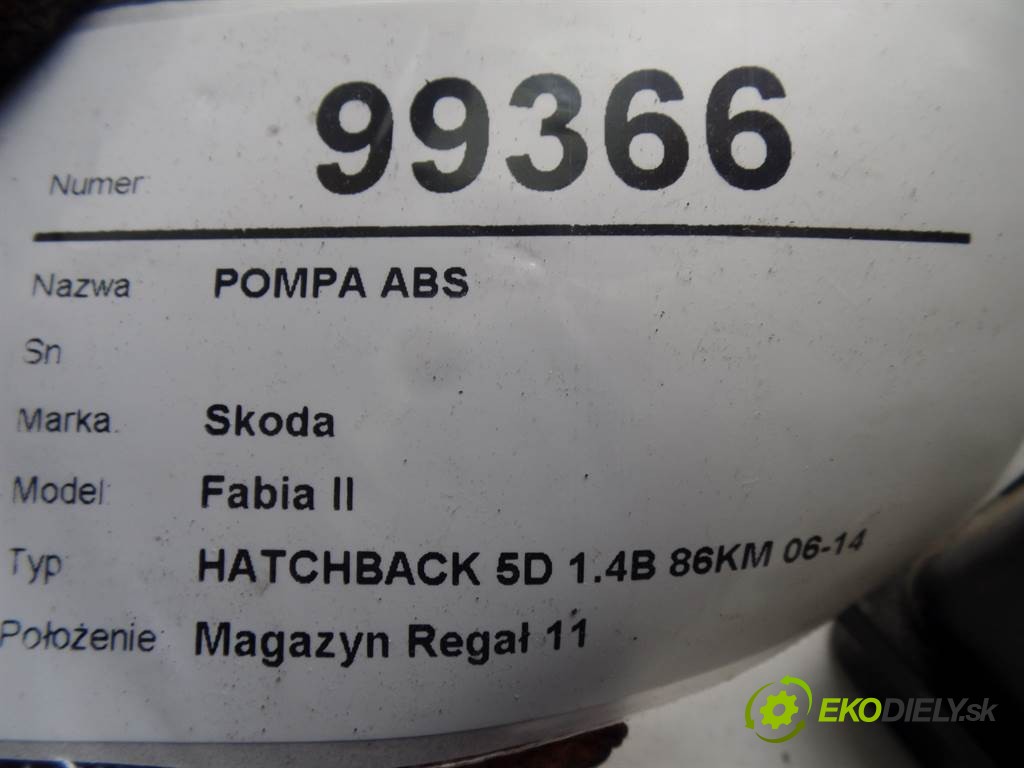 Numer: 99366
Nazwa: POMPA ABS
Sn
Marka: Skoda
Model: Fabia II
Typ: HATCHBACK 5D 1.4B 86KM 06-14
Położenie: Magazyn Regał 11
EKODIELY.sk